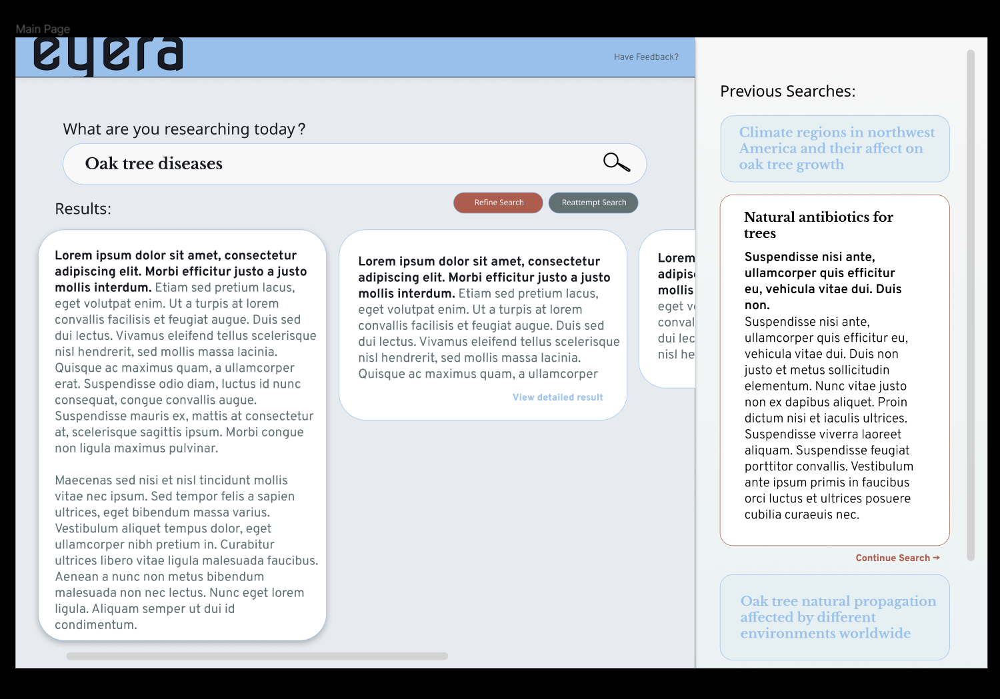 Main Page
eyera
Have Feedback?
What are you researching today?
Oak tree diseases
Refine Search
Reattempt Search
Results:
Lorem ipsum dolor sit amet, consectetur
adipiscing elit. Morbi efficitur justo a justo
mollis interdum. Etiam sed pretium lacus,
eget volutpat enim. Ut a turpis at lorem
convallis facilisis et feugiat augue. Duis sed
dui lectus. Vivamus eleifend tellus scelerisque
nisl hendrerit, sed mollis massa lacinia.
Quisque ac maximus quam, a ullamcorper
erat. Suspendisse odio diam, luctus id nunc
consequat, congue convallis augue.
Suspendisse mauris ex, mattis at consectetur
at, scelerisque sagittis ipsum. Morbi congue
non ligula maximus pulvinar.
Maecenas sed nisi et nisl tincidunt mollis
vitae nec ipsum. Sed tempor felis a sapien
ultrices, eget bibendum massa varius.
Vestibulum aliquet tempus dolor, eget
ullamcorper nibh pretium in. Curabitur
ultrices libero vitae ligula malesuada faucibus.
Aenean a nunc non metus bibendum
malesuada non nec lectus. Nunc eget lorem
ligula. Aliquam semper ut dui id
condimentum.
Lorem ipsum dolor sit amet, consectetur
adipiscing elit. Morbi efficitur justo a justo
mollis interdum. Etiam sed pretium lacus,
eget volutpat enim. Ut a turpis at lorem
convallis facilisis et feugiat augue. Duis sed
dui lectus. Vivamus eleifend tellus scelerisque
nisl hendrerit, sed mollis massa lacinia.
Quisque ac maximus quam, a ullamcorper
View detailed result
Lorem
adipisc
mollis
eget v
conval
dui lec
nisl he
Previous Searches:
Climate regions in northwest
America and their affect on
oak tree growth
Natural antibiotics for
trees
Suspendisse nisi ante,
ullamcorper quis efficitur
eu, vehicula vitae dui. Duis
non.
Suspendisse nisi ante,
ullamcorper quis efficitur eu,
vehicula vitae dui. Duis non
justo et metus sollicitudin
elementum. Nunc vitae justo
non ex dapibus aliquet. Proin
dictum nisi et iaculis ultrices.
Suspendisse viverra laoreet
aliquam. Suspendisse feugiat
porttitor convallis. Vestibulum
ante ipsum primis in faucibus
orci luctus et ultrices posuere
cubilia curaeuis nec.
Continue Search →
Oak tree natural propagation
affected by different
environments worldwide